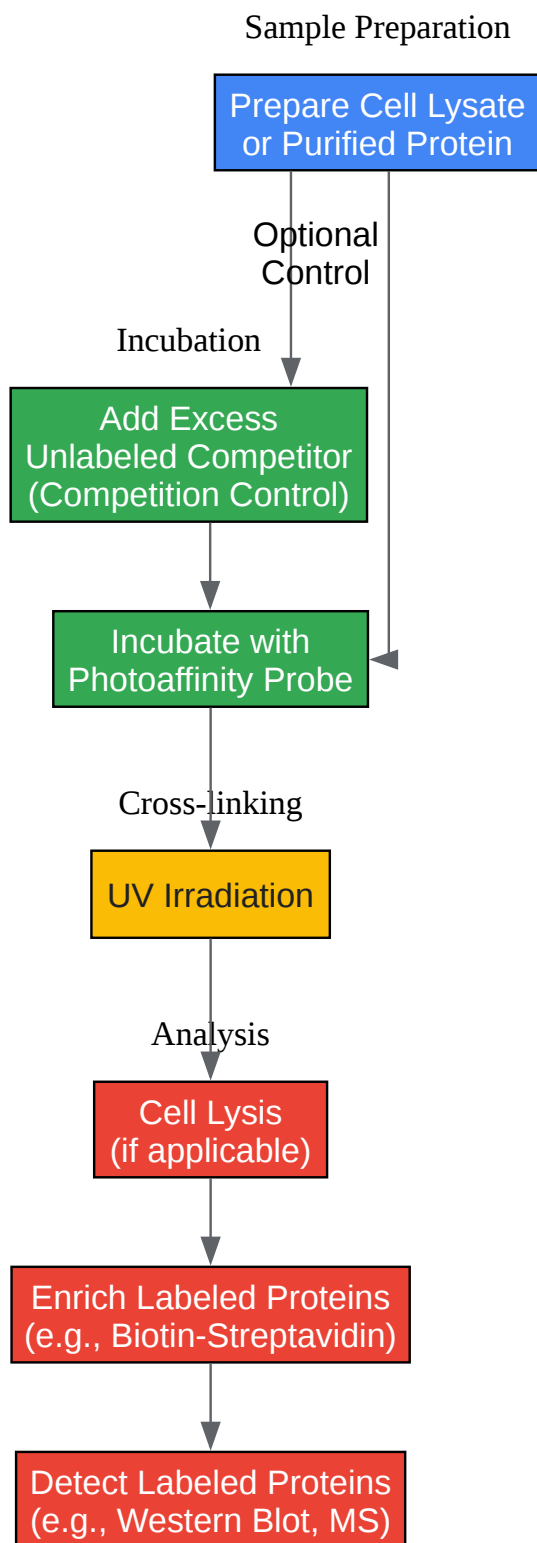 Sample Preparation
Prepare Cell Lysate
or Purified Protein
Optional
Control
Incubation
Add Excess
Unlabeled Competitor
(Competition Control)
Incubate with
Photoaffinity Probe
Cross-linking
UV Irradiation
Analysis
Cell Lysis
(if applicable)
Enrich Labeled Proteins
(e.g., Biotin-Streptavidin)
Detect Labeled Proteins
(e.g., Western Blot, MS)